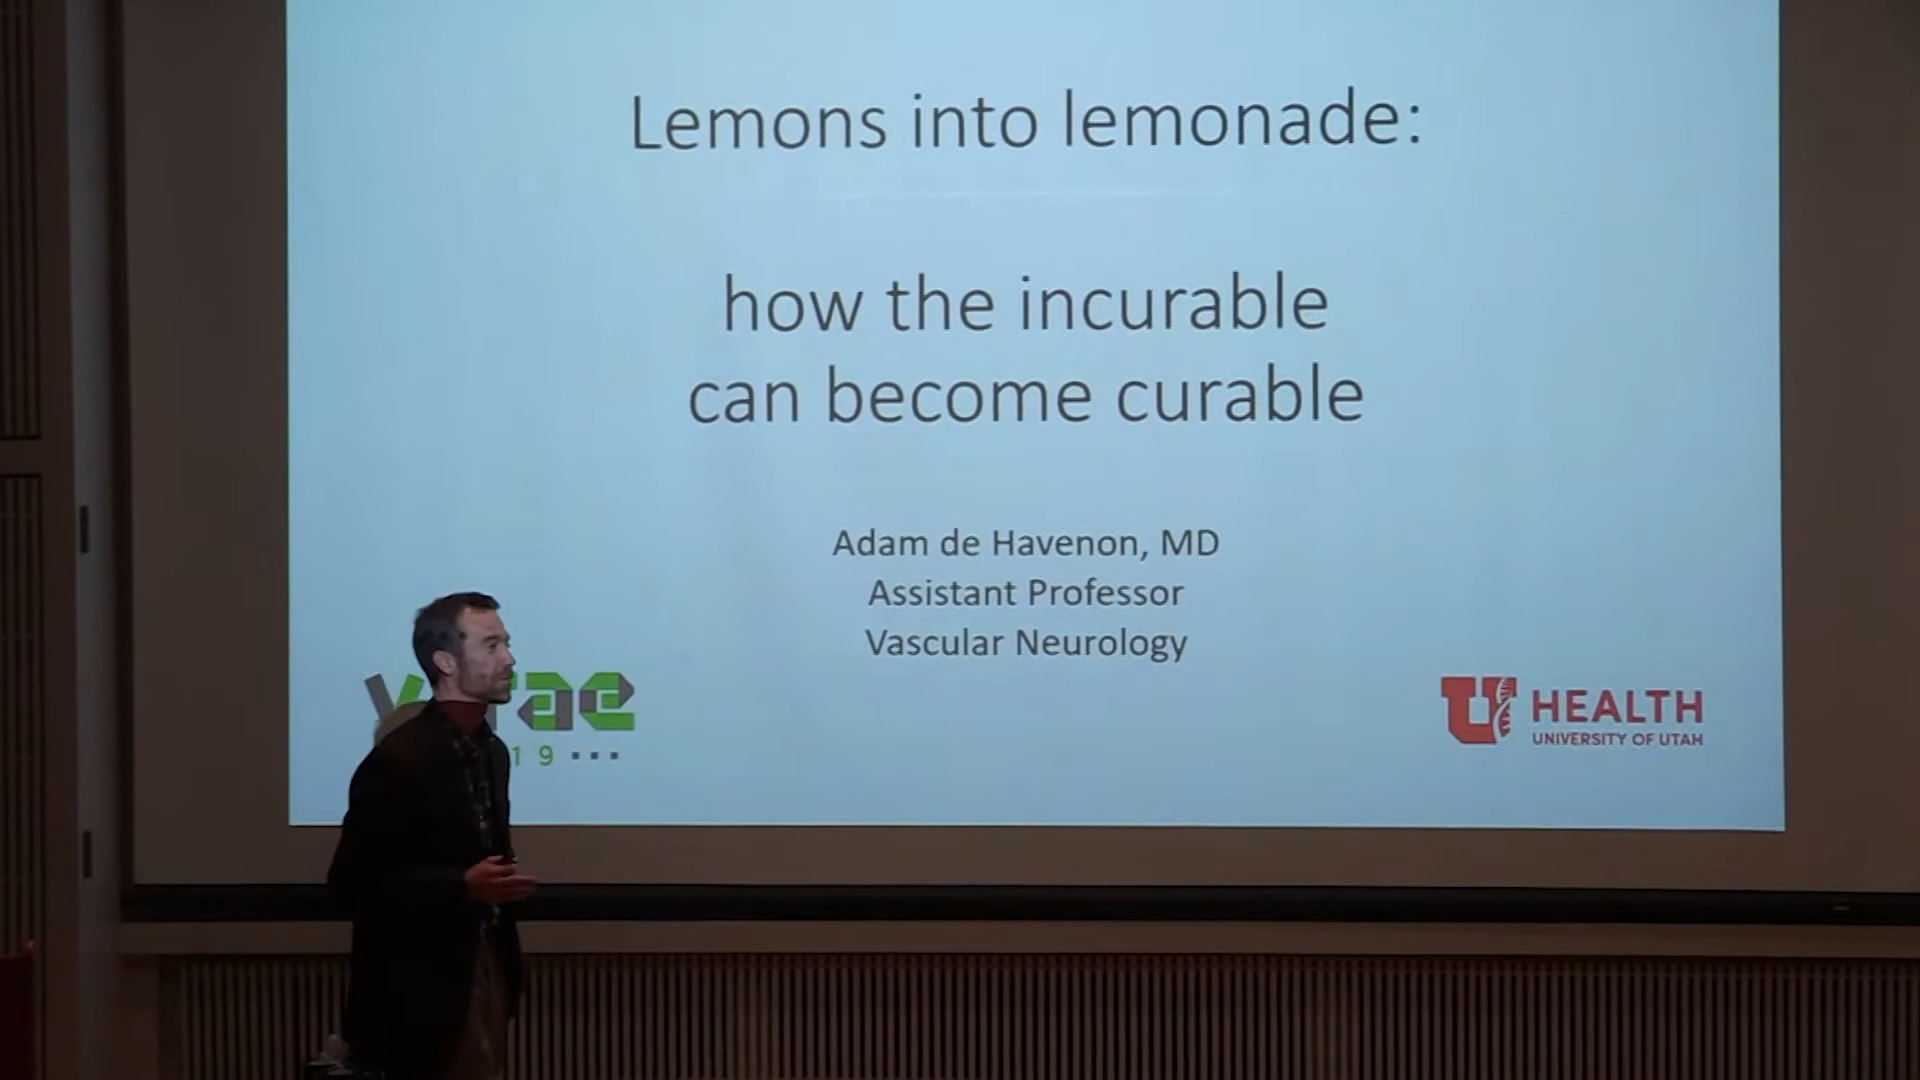 Lemons into lemonade:
how the incurable
can become curable
Adam de Havenon, MD
Assistant Professor
Vascular Neurology
19
U HEALTH
UNIVERSITY OF UTAH